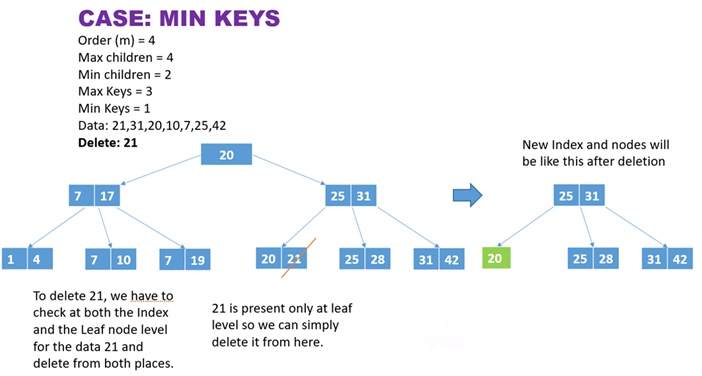 CASE: MIN KEYS
Order (m) = 4
Max children = 4
Min children = 2
Max Keys = 3
Min Keys = 1
Data: 21,31,20,10,7,25,42
Delete: 21
New Index and nodes will
be like this after deletion
20
7 17
25 31
25 31
1 4
7 10
7 19
20 21
25 28
31 42
20
25 28
31 42
To delete 21, we have to
check at both the Index
and the Leaf node level
for the data 21 and
delete from both places.
21 is present only at leaf
level so we can simply
delete it from here.